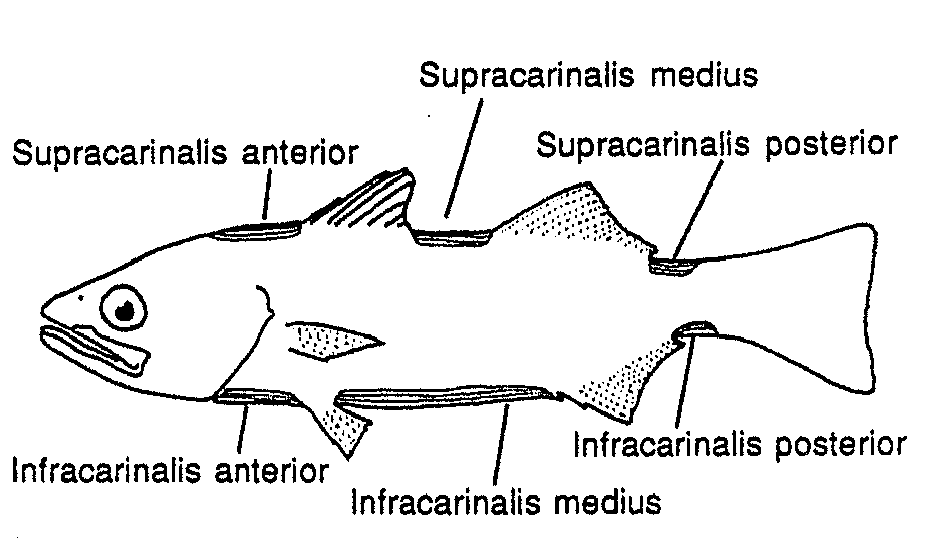 Supracarinalis medius
Supracarinalis anterior
Supracarinalis posterior
Infracarinalis posterior
Infracarinalis anterior
Infracarinalis medius